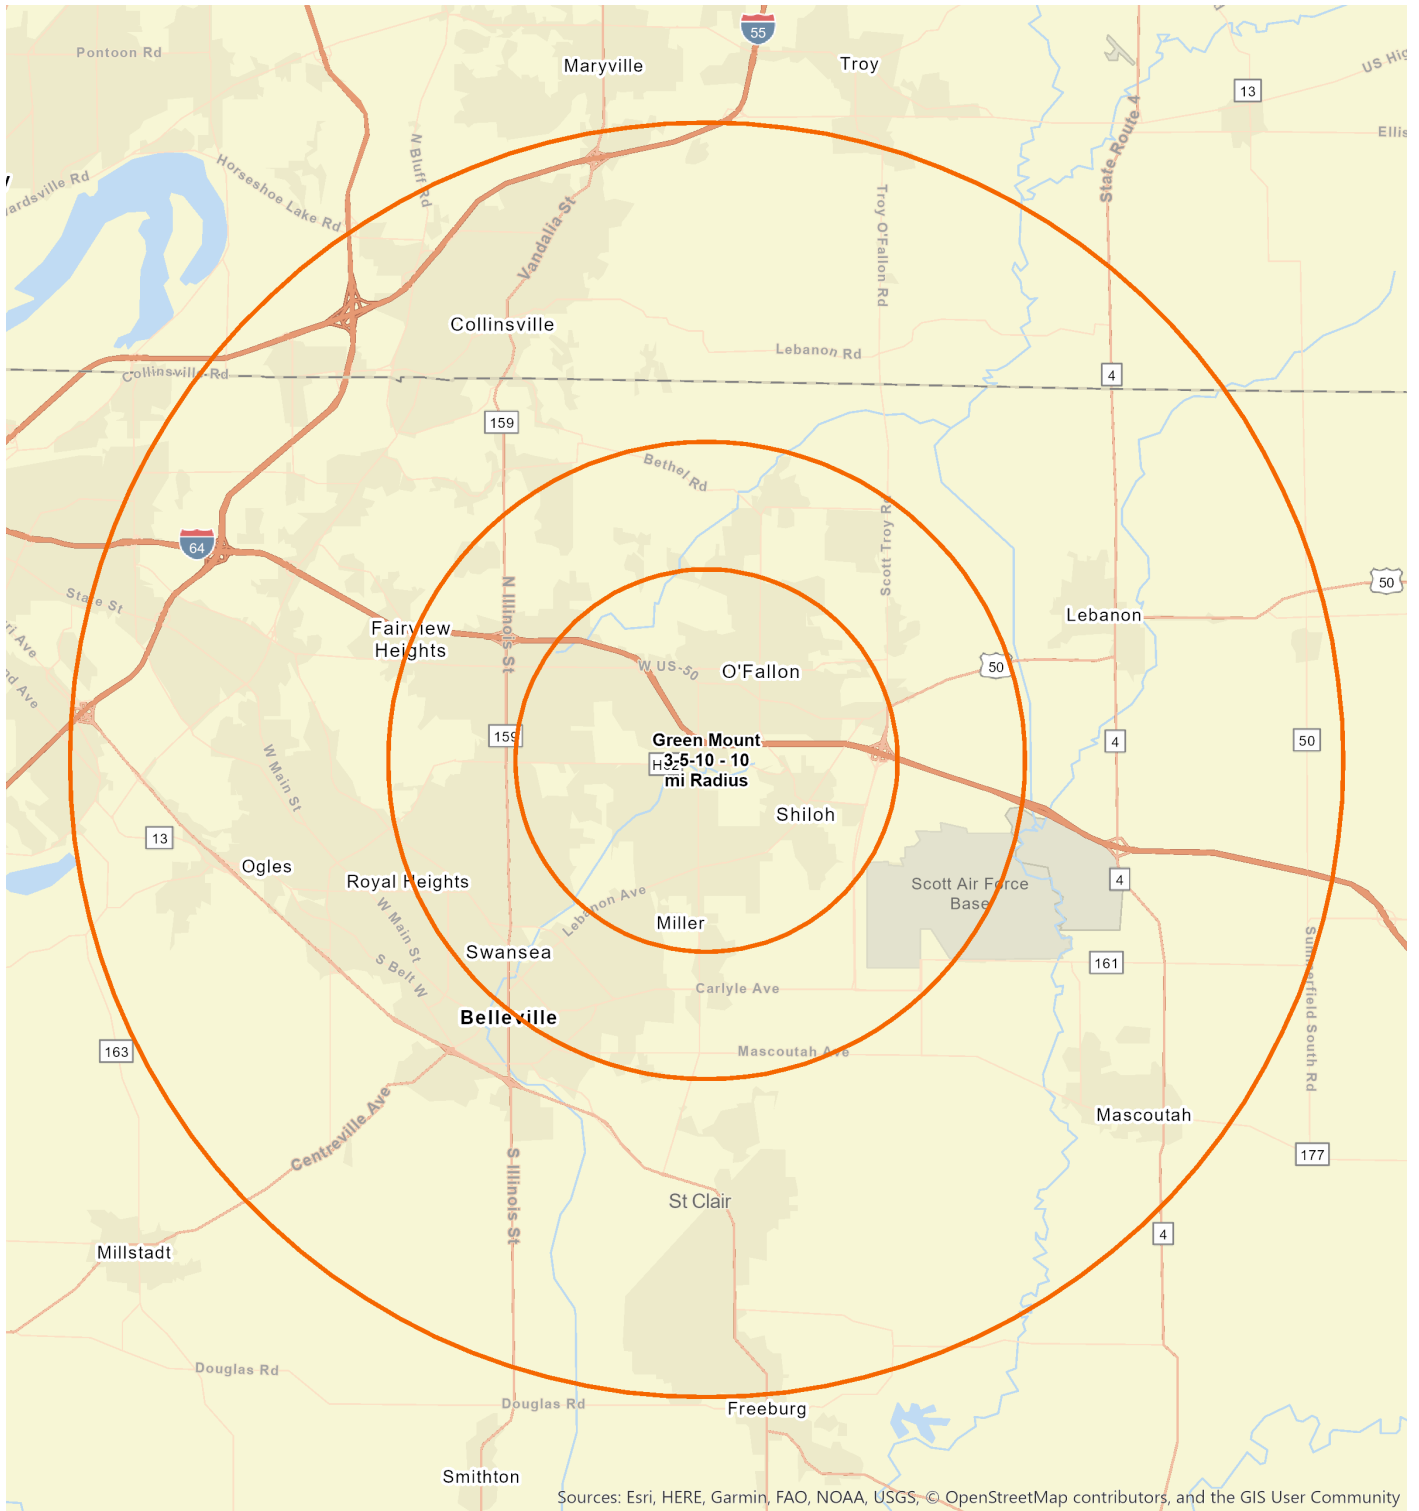 55
Pontoon Rd
Maryville
Troy
US Hig
13
Ellis
State Route 4
N Bluff Rd
Horseshoe Lake Rd
ardsville Rd
y
Vandalia St
Troy O'Fallon Rd
Collinsville
Lebanon Rd
Collinsville Rd
4
159
Bethel Rd
Scott Troy Rd
64
State St
N Illinois St
50
Lebanon
Fairview
Heights
W US-50
O'Fallon
50
ri Ave
nd Ave
159
4
50
Green Mount
3-5-10 - 10
mi Radius
W Main St
Shiloh
13
Ogles
Royal Heights
Scott Air Force
Base
4
Lebanon Ave
Miller
W Main St
S Belt W
Swansea
161
Summerfield South Rd
Carlyle Ave
Belleville
163
Mascoutah Ave
Mascoutah
Centreville Ave
177
S Illinois St
St Clair
4
Millstadt
Douglas Rd
Douglas Rd
Freeburg
Smithton
Sources: Esri, HERE, Garmin, FAO, NOAA, USGS, © OpenStreetMap contributors, and the GIS User Community